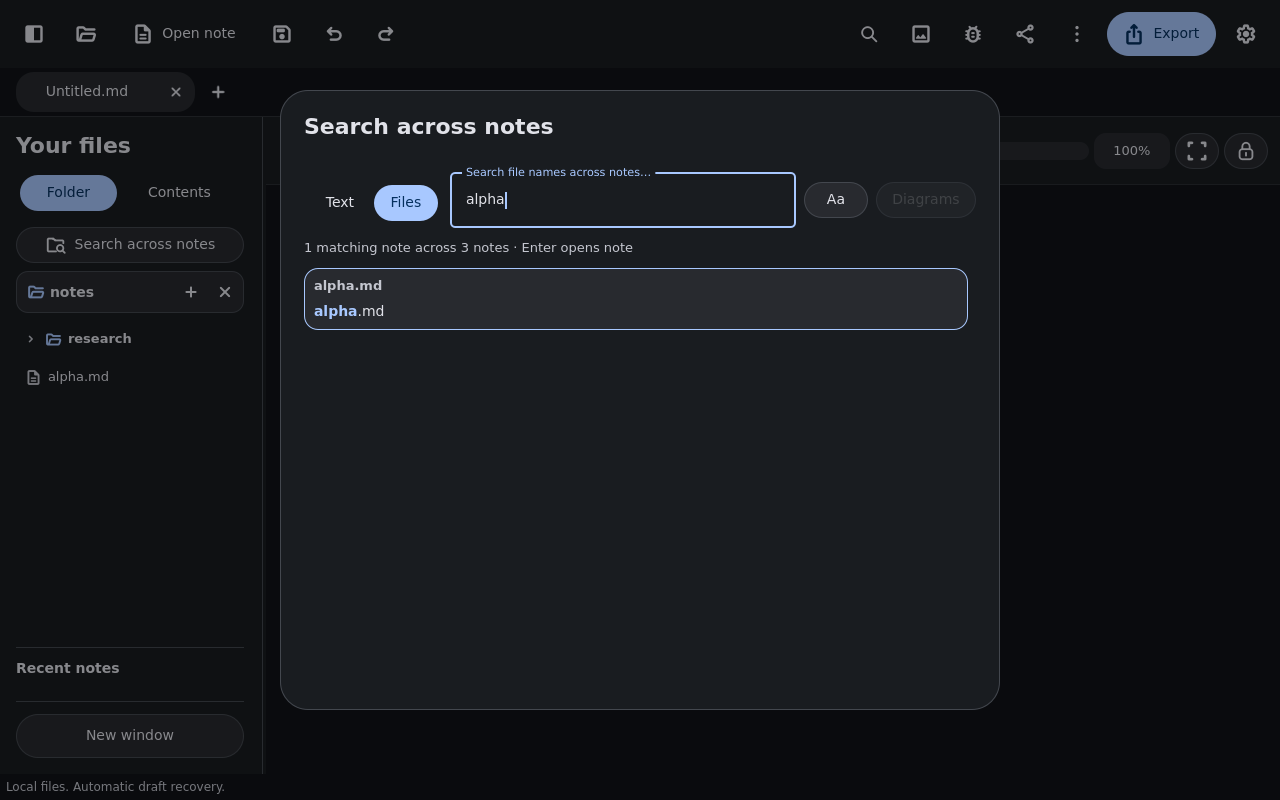 Open note
Export
Untitled.md
Your files
Folder
Contents
Search across notes
notes
research
alpha.md
Recent notes
New window
Local files. Automatic draft recovery.
100%
Search across notes
Text
Files
Search file names across notes...
alpha
Aa
Diagrams
1 matching note across 3 notes · Enter opens note
alpha.md
alpha.md